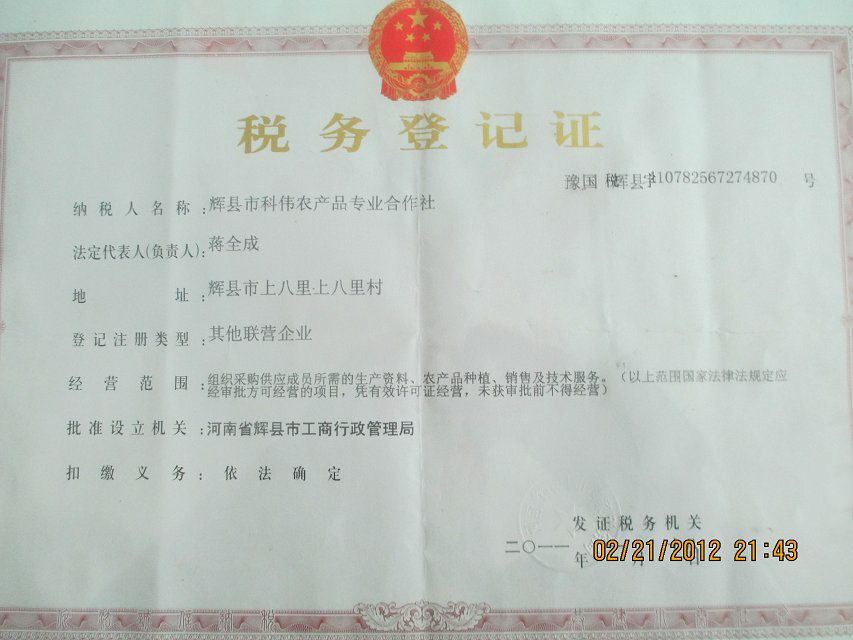 税务登记证
豫国税 辉县字410782567274870 号
纳税人名称：辉县市科伟农产品专业合作社
法定代表人(负责人)：蒋全成
地址：辉县市上八里上八里村
登记注册类型：其他联营企业
经营范围：组织采购供应成员所需的生产资料、农产品种植、销售及技术服务。（以上范围国家法律法规规定应
经审批方可经营的项目，凭有效许可证经营，未获审批前不得经营）
批准设立机关：河南省辉县市工商行政管理局
扣缴义务：依法确定
发证税务机关
二〇一一年 月 日
02/21/2012 21:43